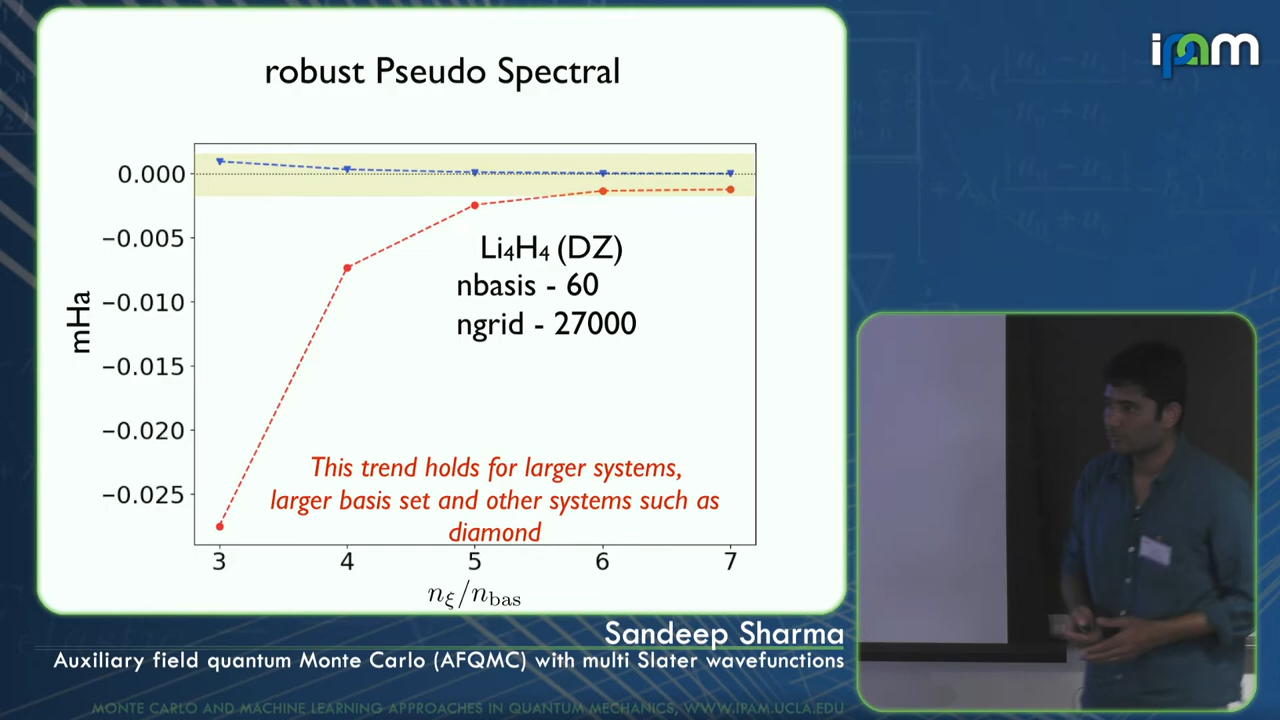 robust Pseudo Spectral
ipam
0.000
−0.005
−0.010
−0.015
−0.020
−0.025
mHa
Li₄H₄ (DZ)
nbasis - 60
ngrid - 27000
This trend holds for larger systems,
larger basis set and other systems such as
diamond
3 4 5 6 7
n_ξ/n_bas
Sandeep Sharma
Auxiliary field quantum Monte Carlo (AFQMC) with multi Slater wavefunctions
MONTE CARLO AND MACHINE LEARNING APPROACHES IN QUANTUM MECHANICS, WWW.IPAM.UCLA.EDU